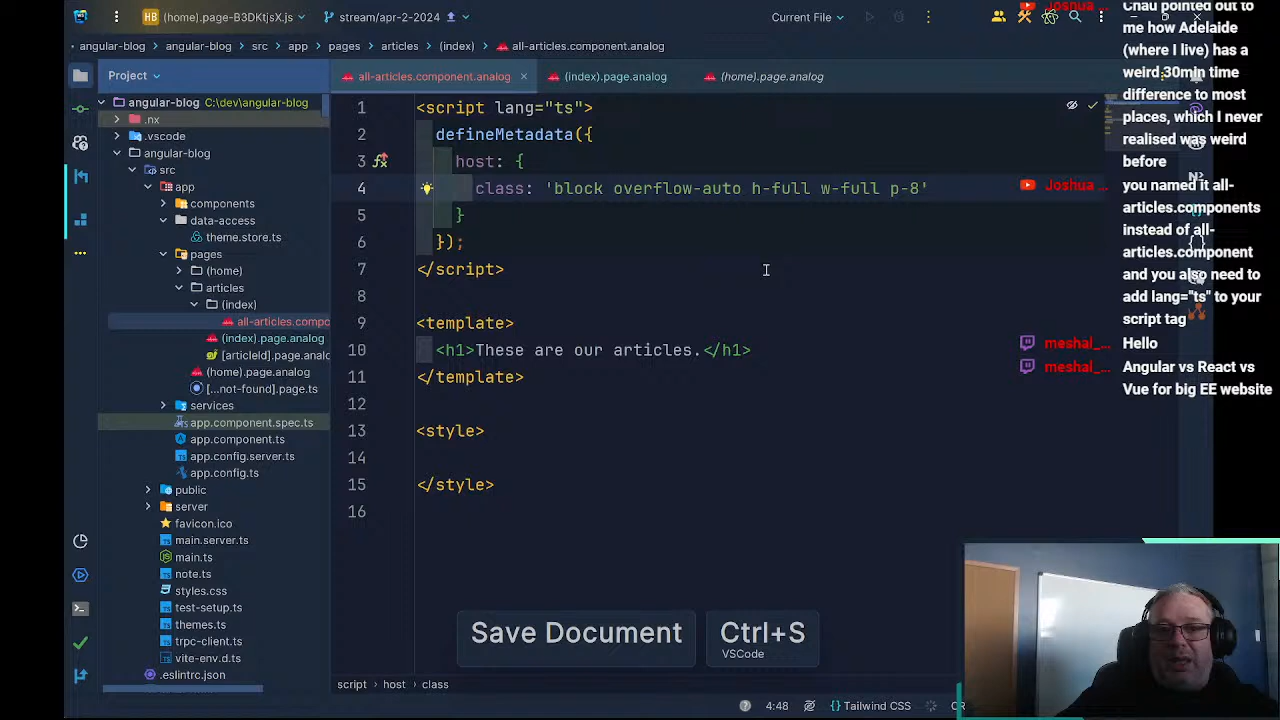 HB (home).page-B3DKtjsX.js
stream/apr-2-2024
Current File
angular-blog
angular-blog
src
app
pages
articles
(index)
all-articles.component.analog
Project
all-articles.component.analog
(index).page.analog
(home).page.analog
angular-blog C:\dev\angular-blog
.nx
.vscode
angular-blog
src
app
components
data-access
theme.store.ts
pages
(home)
articles
(index)
all-articles.compo
(index).page.analog
[articleId].page.analo
(home).page.analog
[...not-found].page.ts
services
app.component.spec.ts
app.component.ts
app.config.server.ts
app.config.ts
public
server
favicon.ico
main.server.ts
main.ts
note.ts
styles.css
test-setup.ts
themes.ts
trpc-client.ts
vite-env.d.ts
.eslintrc.json
1 <script lang="ts">
2 defineMetadata({
3 host: {
4 class: 'block overflow-auto h-full w-full p-8'
5 }
6 });
7 </script>
8
9 <template>
10 <h1>These are our articles.</h1>
11 </template>
12
13 <style>
14
15 </style>
16
Save Document
Ctrl+S
VSCode
script
host
class
4:48
Tailwind CSS
Joshua
Chau pointed out to
me how Adelaide
(where I live) has a
weird 30min time
difference to most
places, which I never
realised was weird
before
Joshua ...
you named it all-
articles.components
instead of all-
articles.component
and you also need to
add lang="ts" to your
script tag
meshal_... Hello
meshal_... Angular vs React vs
Vue for big EE website